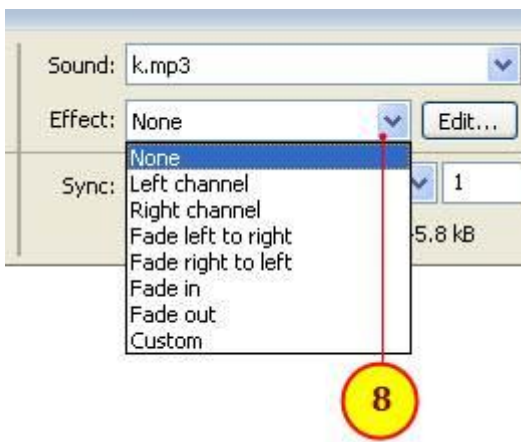 Sound: k.mp3
Effect: None Edit...
None
Sync: Left channel 1
Right channel
Fade left to right 5.8 kB
Fade right to left
Fade in
Fade out
Custom
8